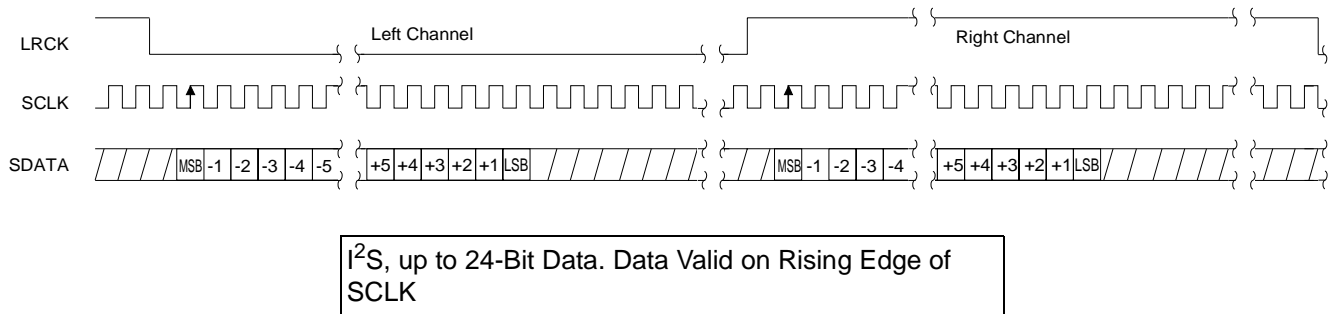 LRCK Left Channel Right Channel
SCLK
SDATA MSB -1 -2 -3 -4 -5 +5 +4 +3 +2 +1 LSB MSB -1 -2 -3 -4 +5 +4 +3 +2 +1 LSB
I²S, up to 24-Bit Data. Data Valid on Rising Edge of
SCLK